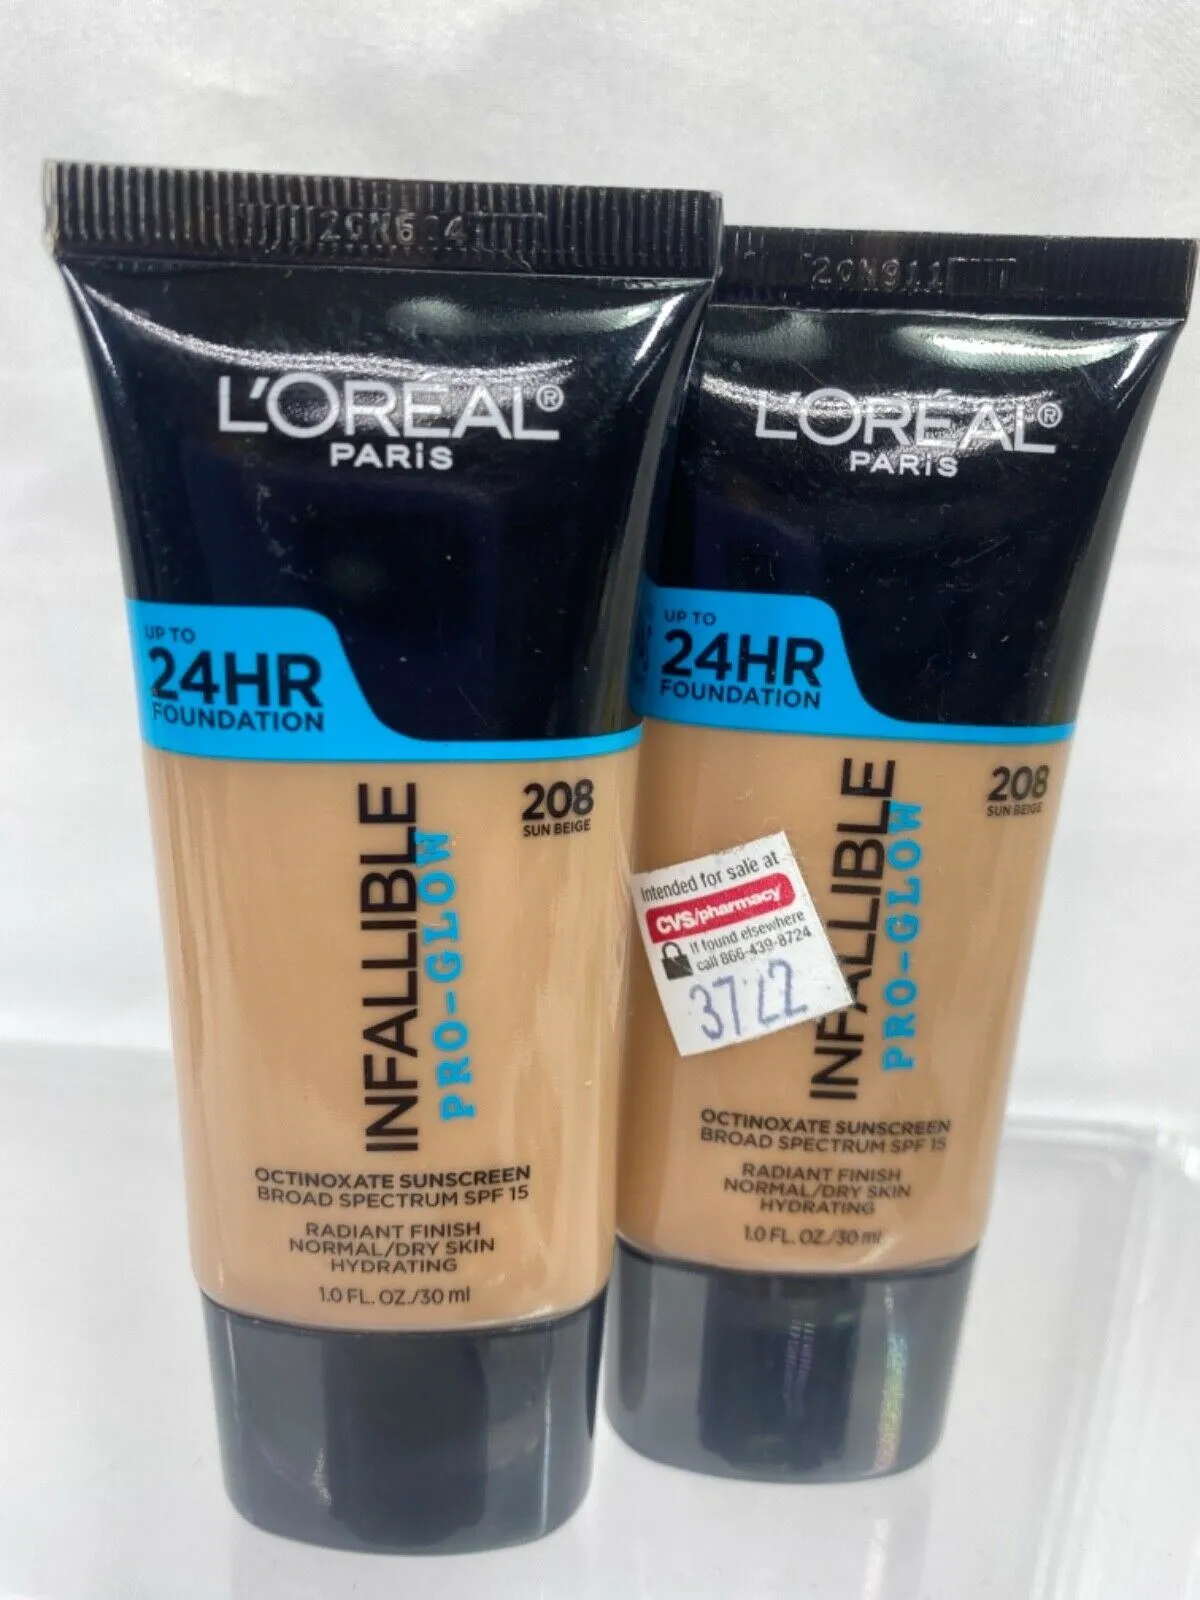 L'ORÉAL®
PARiS
UP TO
24HR
FOUNDATION
208
SUN BEIGE
INFALLIBLE
PRO-GLOW
OCTINOXATE SUNSCREEN
BROAD SPECTRUM SPF 15
RADIANT FINISH
NORMAL/DRY SKIN
HYDRATING
1.0 FL. OZ./30 ml
2QN911
L'ORÉAL®
PARiS
UP TO
24HR
FOUNDATION
208
SUN BEIGE
INFALLIBLE
PRO-GLOW
Intended for sale at
CVS/pharmacy
If found elsewhere
call 866-439-8724
OCTINOXATE SUNSCREEN
BROAD SPECTRUM SPF 15
RADIANT FINISH
NORMAL/DRY SKIN
HYDRATING
1.0 FL. OZ./30 ml